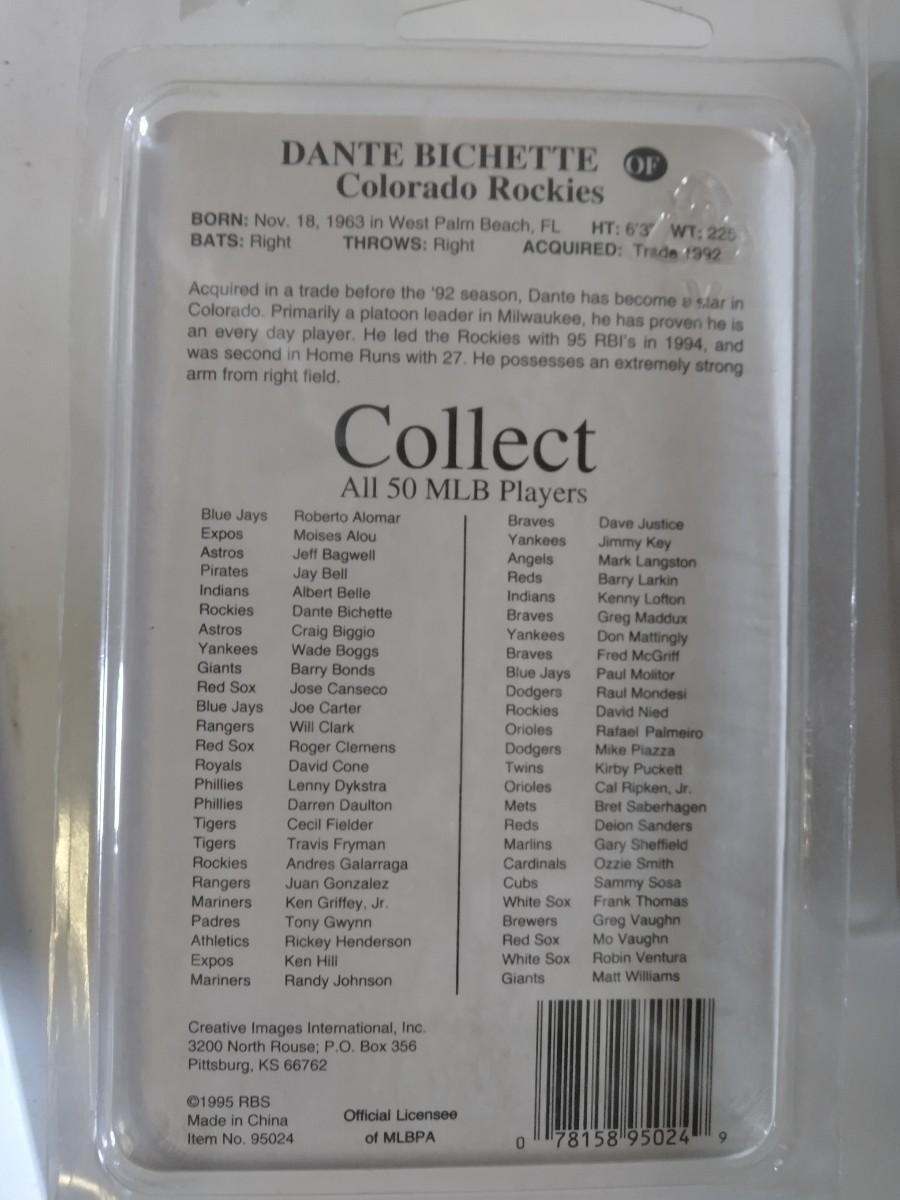 DANTE BICHETTE OF
Colorado Rockies
BORN: Nov. 18, 1963 in West Palm Beach, FL HT: 6'3" WT: 225
BATS: Right THROWS: Right ACQUIRED: Trade 1992
Acquired in a trade before the '92 season, Dante has become a star in
Colorado. Primarily a platoon leader in Milwaukee, he has proven he is
an every day player. He led the Rockies with 95 RBI's in 1994, and
was second in Home Runs with 27. He possesses an extremely strong
arm from right field.
Collect
All 50 MLB Players
Blue Jays Roberto Alomar
Expos Moises Alou
Astros Jeff Bagwell
Pirates Jay Bell
Indians Albert Belle
Rockies Dante Bichette
Astros Craig Biggio
Yankees Wade Boggs
Giants Barry Bonds
Red Sox Jose Canseco
Blue Jays Joe Carter
Rangers Will Clark
Red Sox Roger Clemens
Royals David Cone
Phillies Lenny Dykstra
Phillies Darren Daulton
Tigers Cecil Fielder
Tigers Travis Fryman
Rockies Andres Galarraga
Rangers Juan Gonzalez
Mariners Ken Griffey, Jr.
Padres Tony Gwynn
Athletics Rickey Henderson
Expos Ken Hill
Mariners Randy Johnson
Braves Dave Justice
Yankees Jimmy Key
Angels Mark Langston
Reds Barry Larkin
Indians Kenny Lofton
Braves Greg Maddux
Yankees Don Mattingly
Braves Fred McGriff
Blue Jays Paul Molitor
Dodgers Raul Mondesi
Rockies David Nied
Orioles Rafael Palmeiro
Dodgers Mike Piazza
Twins Kirby Puckett
Orioles Cal Ripken, Jr.
Mets Bret Saberhagen
Reds Deion Sanders
Marlins Gary Sheffield
Cardinals Ozzie Smith
Cubs Sammy Sosa
White Sox Frank Thomas
Brewers Greg Vaughn
Red Sox Mo Vaughn
White Sox Robin Ventura
Giants Matt Williams
Creative Images International, Inc.
3200 North Rouse; P.O. Box 356
Pittsburg, KS 66762
©1995 RBS
Made in China
Item No. 95024
Official Licensee
of MLBPA
0 78158 95024 9